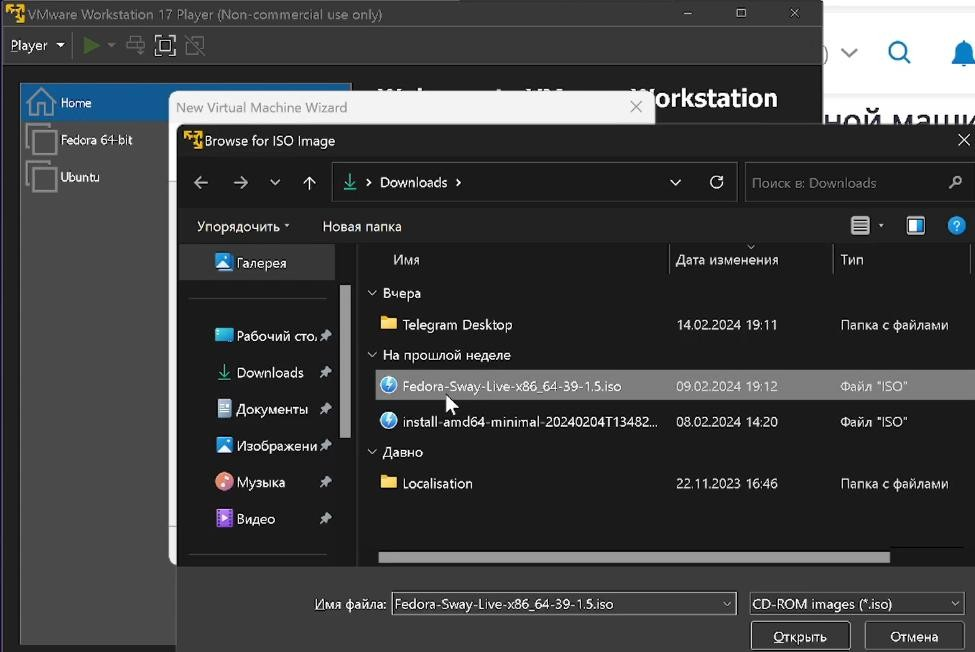 VMware Workstation 17 Player (Non-commercial use only)
Player
Home
Fedora 64-bit
Ubuntu
Workstation
ной маши
New Virtual Machine Wizard
Browse for ISO Image
Downloads
Поиск в: Downloads
Упорядочить
Новая папка
Галерея
Рабочий сто.
Downloads
Документы
Изображени
Музыка
Видео
Имя Дата изменения Тип
Вчера
Telegram Desktop 14.02.2024 19:11 Папка с файлами
На прошлой неделе
Fedora-Sway-Live-x86_64-39-1.5.iso 09.02.2024 19:12 Файл "ISO"
install-amd64-minimal-20240204T13482... 08.02.2024 14:20 Файл "ISO"
Давно
Localisation 22.11.2023 16:46 Папка с файлами
Имя файла: Fedora-Sway-Live-x86_64-39-1.5.iso CD-ROM images (*.iso)
Открыть Отмена